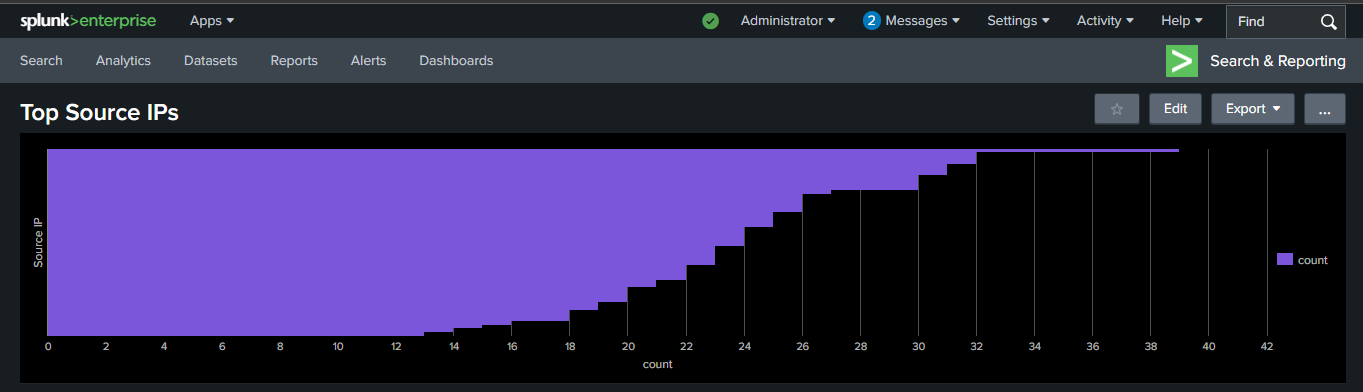 splunk>enterprise Apps Administrator 2 Messages Settings Activity Help Find
Search Analytics Datasets Reports Alerts Dashboards Search & Reporting
Top Source IPs Edit Export ...
Source IP
count
0 2 4 6 8 10 12 14 16 18 20 22 24 26 28 30 32 34 36 38 40 42
count